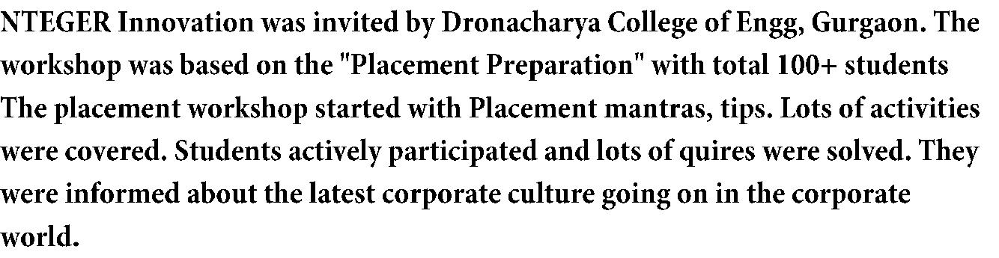 NTEGER Innovation was invited by Dronacharya College of Engg, Gurgaon. The
workshop was based on the "Placement Preparation" with total 100+ students
The placement workshop started with Placement mantras, tips. Lots of activities
were covered. Students actively participated and lots of quires were solved. They
were informed about the latest corporate culture going on in the corporate
world.